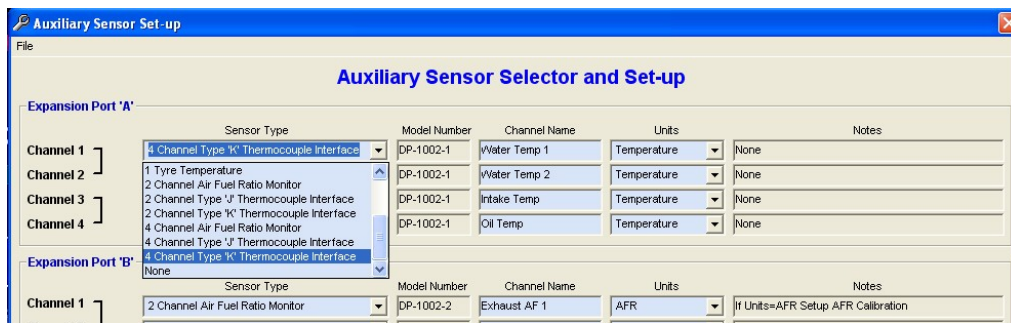 Auxiliary Sensor Set-up
File
Auxiliary Sensor Selector and Set-up
Expansion Port 'A'
Sensor Type Model Number Channel Name Units Notes
Channel 1 4 Channel Type 'K' Thermocouple Interface DP-1002-1 Water Temp 1 Temperature None
Channel 2 DP-1002-1 Water Temp 2 Temperature None
Channel 3 DP-1002-1 Intake Temp Temperature None
Channel 4 DP-1002-1 Oil Temp Temperature None
1 Tyre Temperature
2 Channel Air Fuel Ratio Monitor
2 Channel Type 'J' Thermocouple Interface
2 Channel Type 'K' Thermocouple Interface
4 Channel Air Fuel Ratio Monitor
4 Channel Type 'J' Thermocouple Interface
4 Channel Type 'K' Thermocouple Interface
None
Expansion Port 'B'
Sensor Type Model Number Channel Name Units Notes
Channel 1 2 Channel Air Fuel Ratio Monitor DP-1002-2 Exhaust AF 1 AFR If Units=AFR Setup AFR Calibration